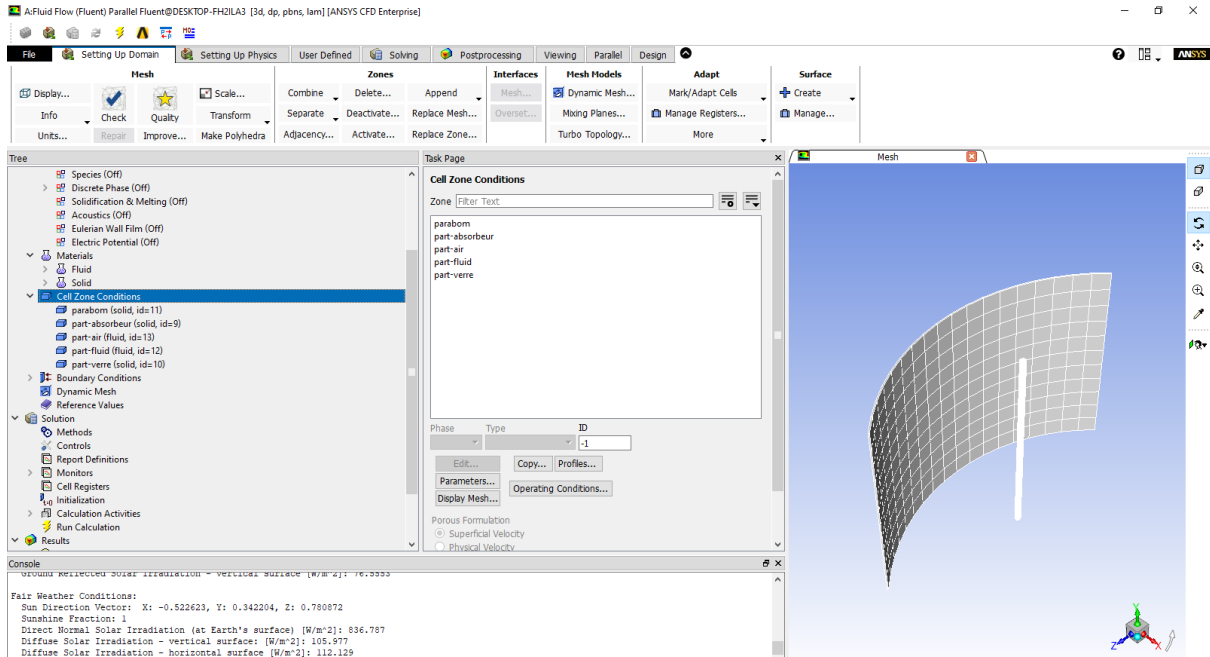 A:Fluid Flow (Fluent) Parallel Fluent@DESKTOP-FH2ILA3 [3d, dp, pbns, lam] [ANSYS CFD Enterprise]
File Setting Up Domain Setting Up Physics User Defined Solving Postprocessing Viewing Parallel Design ANSYS
Mesh Zones Interfaces Mesh Models Adapt Surface
Display... Scale... Combine Delete... Append Mesh... Dynamic Mesh... Mark/Adapt Cells Create
Info Check Quality Transform Separate Deactivate... Replace Mesh... Overset... Mixing Planes... Manage Registers... Manage...
Units... Repair Improve... Make Polyhedra Adjacency... Activate... Replace Zone... Turbo Topology... More
Tree
Species (Off)
Discrete Phase (Off)
Solidification & Melting (Off)
Acoustics (Off)
Eulerian Wall Film (Off)
Electric Potential (Off)
Materials
Fluid
Solid
Cell Zone Conditions
parabom (solid, id=11)
part-absorbeur (solid, id=9)
part-air (fluid, id=13)
part-fluid (fluid, id=12)
part-verre (solid, id=10)
Boundary Conditions
Dynamic Mesh
Reference Values
Solution
Methods
Controls
Report Definitions
Monitors
Cell Registers
Initialization
Calculation Activities
Run Calculation
Results
Task Page
Cell Zone Conditions
Zone Filter Text
parabom
part-absorbeur
part-air
part-fluid
part-verre
Phase Type ID
-1
Edit... Copy... Profiles...
Parameters... Operating Conditions...
Display Mesh...
Porous Formulation
Superficial Velocity
Physical Velocity
Mesh
Y
Z X
Console
Ground Reflected Solar Irradiation - vertical surface [W/m^2]: 76.5553
Fair Weather Conditions:
Sun Direction Vector: X: -0.522623, Y: 0.342204, Z: 0.780872
Sunshine Fraction: 1
Direct Normal Solar Irradiation (at Earth's surface) [W/m^2]: 836.787
Diffuse Solar Irradiation - vertical surface: [W/m^2]: 105.977
Diffuse Solar Irradiation - horizontal surface [W/m^2]: 112.129